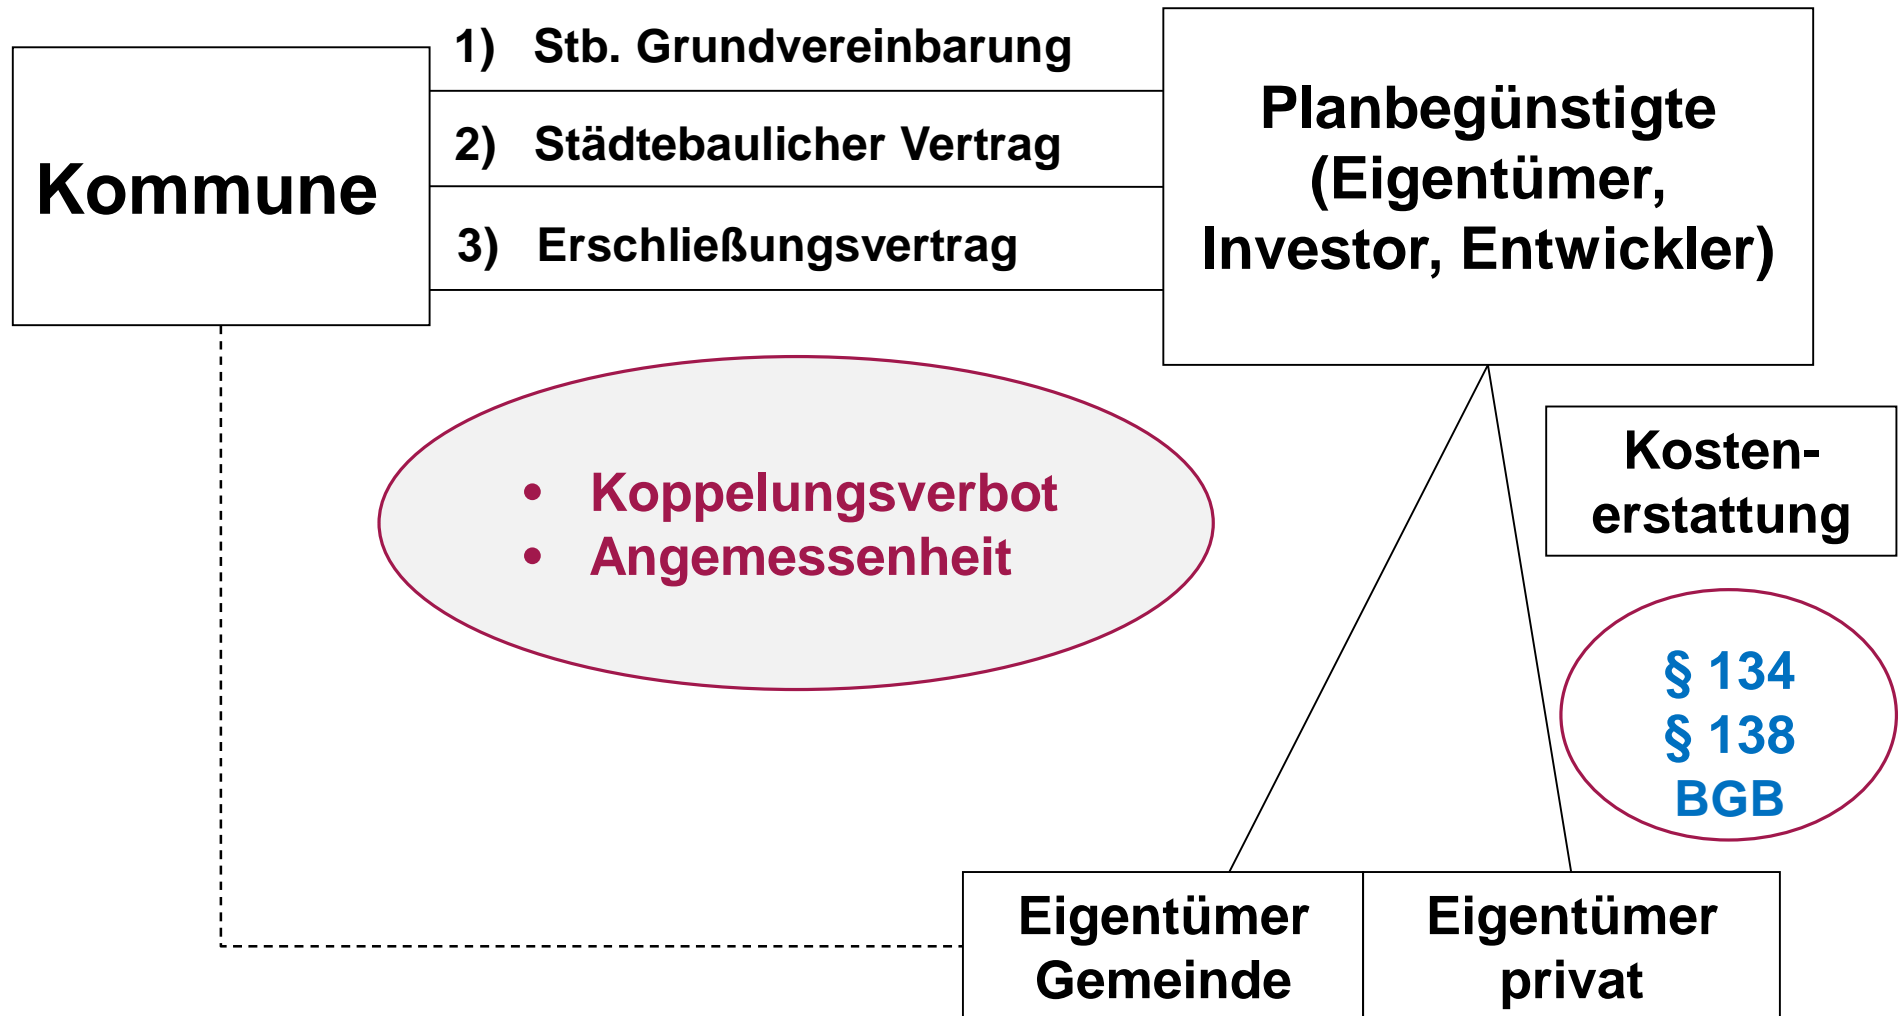 Kommune
1) Stb. Grundvereinbarung
2) Städtebaulicher Vertrag
3) Erschließungsvertrag
Planbegünstigte
(Eigentümer,
Investor, Entwickler)
• Koppelungsverbot
• Angemessenheit
Kosten-
erstattung
§ 134
§ 138
BGB
Eigentümer
Gemeinde
Eigentümer
privat